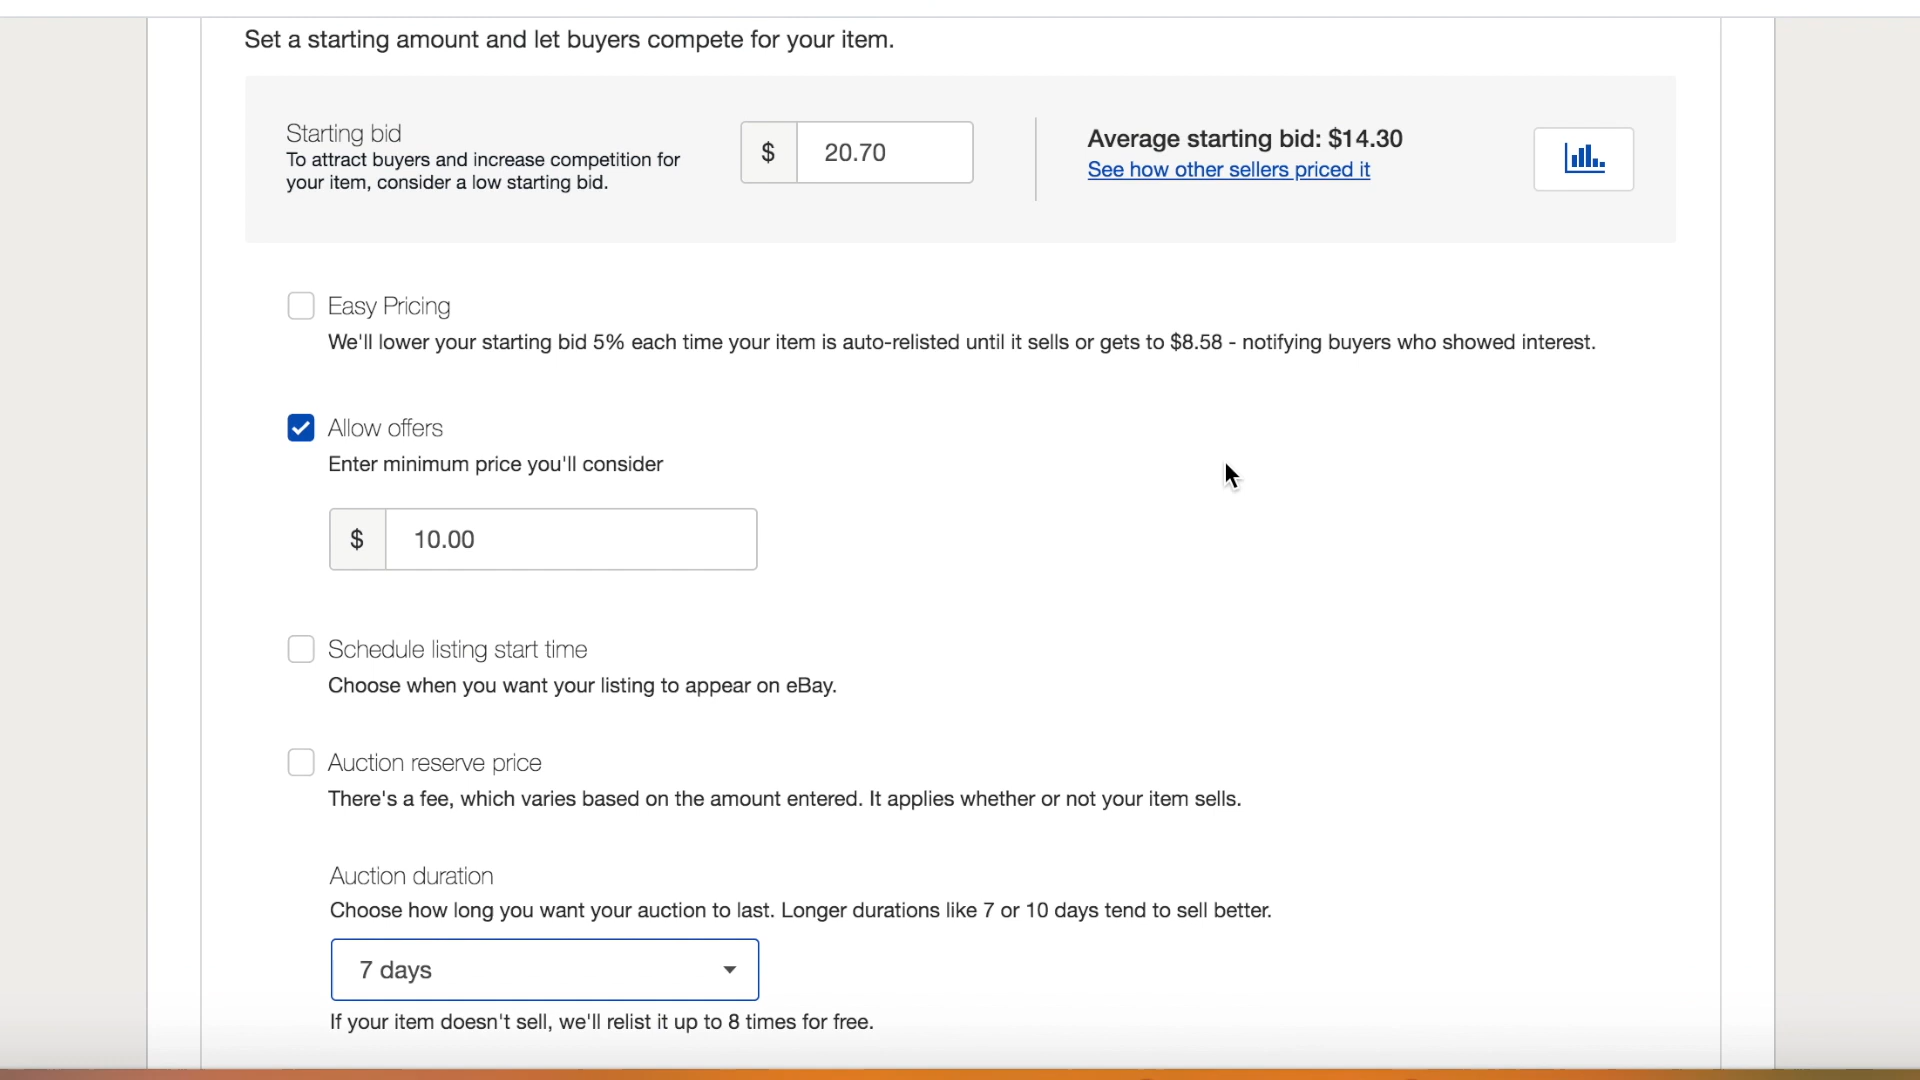 Set a starting amount and let buyers compete for your item.
Starting bid
To attract buyers and increase competition for
your item, consider a low starting bid.
$ 20.70
Average starting bid: $14.30
See how other sellers priced it
Easy Pricing
We'll lower your starting bid 5% each time your item is auto-relisted until it sells or gets to $8.58 - notifying buyers who showed interest.
Allow offers
Enter minimum price you'll consider
$ 10.00
Schedule listing start time
Choose when you want your listing to appear on eBay.
Auction reserve price
There's a fee, which varies based on the amount entered. It applies whether or not your item sells.
Auction duration
Choose how long you want your auction to last. Longer durations like 7 or 10 days tend to sell better.
7 days
If your item doesn't sell, we'll relist it up to 8 times for free.